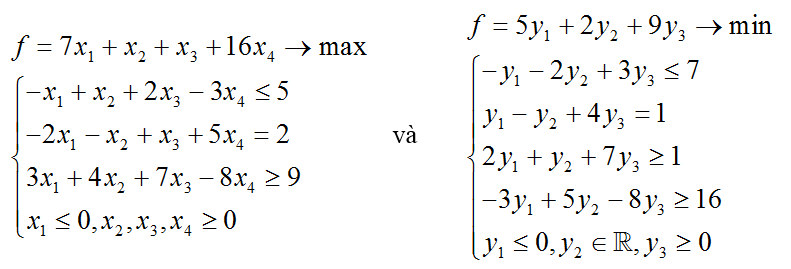 f = 7x₁ + x₂ + x₃ + 16x₄ → max
−x₁ + x₂ + 2x₃ − 3x₄ ≤ 5
−2x₁ − x₂ + x₃ + 5x₄ = 2
3x₁ + 4x₂ + 7x₃ − 8x₄ ≥ 9
x₁ ≤ 0, x₂, x₃, x₄ ≥ 0
và
f = 5y₁ + 2y₂ + 9y₃ → min
−y₁ − 2y₂ + 3y₃ ≤ 7
y₁ − y₂ + 4y₃ = 1
2y₁ + y₂ + 7y₃ ≥ 1
−3y₁ + 5y₂ − 8y₃ ≥ 16
y₁ ≤ 0, y₂ ∈ ℝ, y₃ ≥ 0